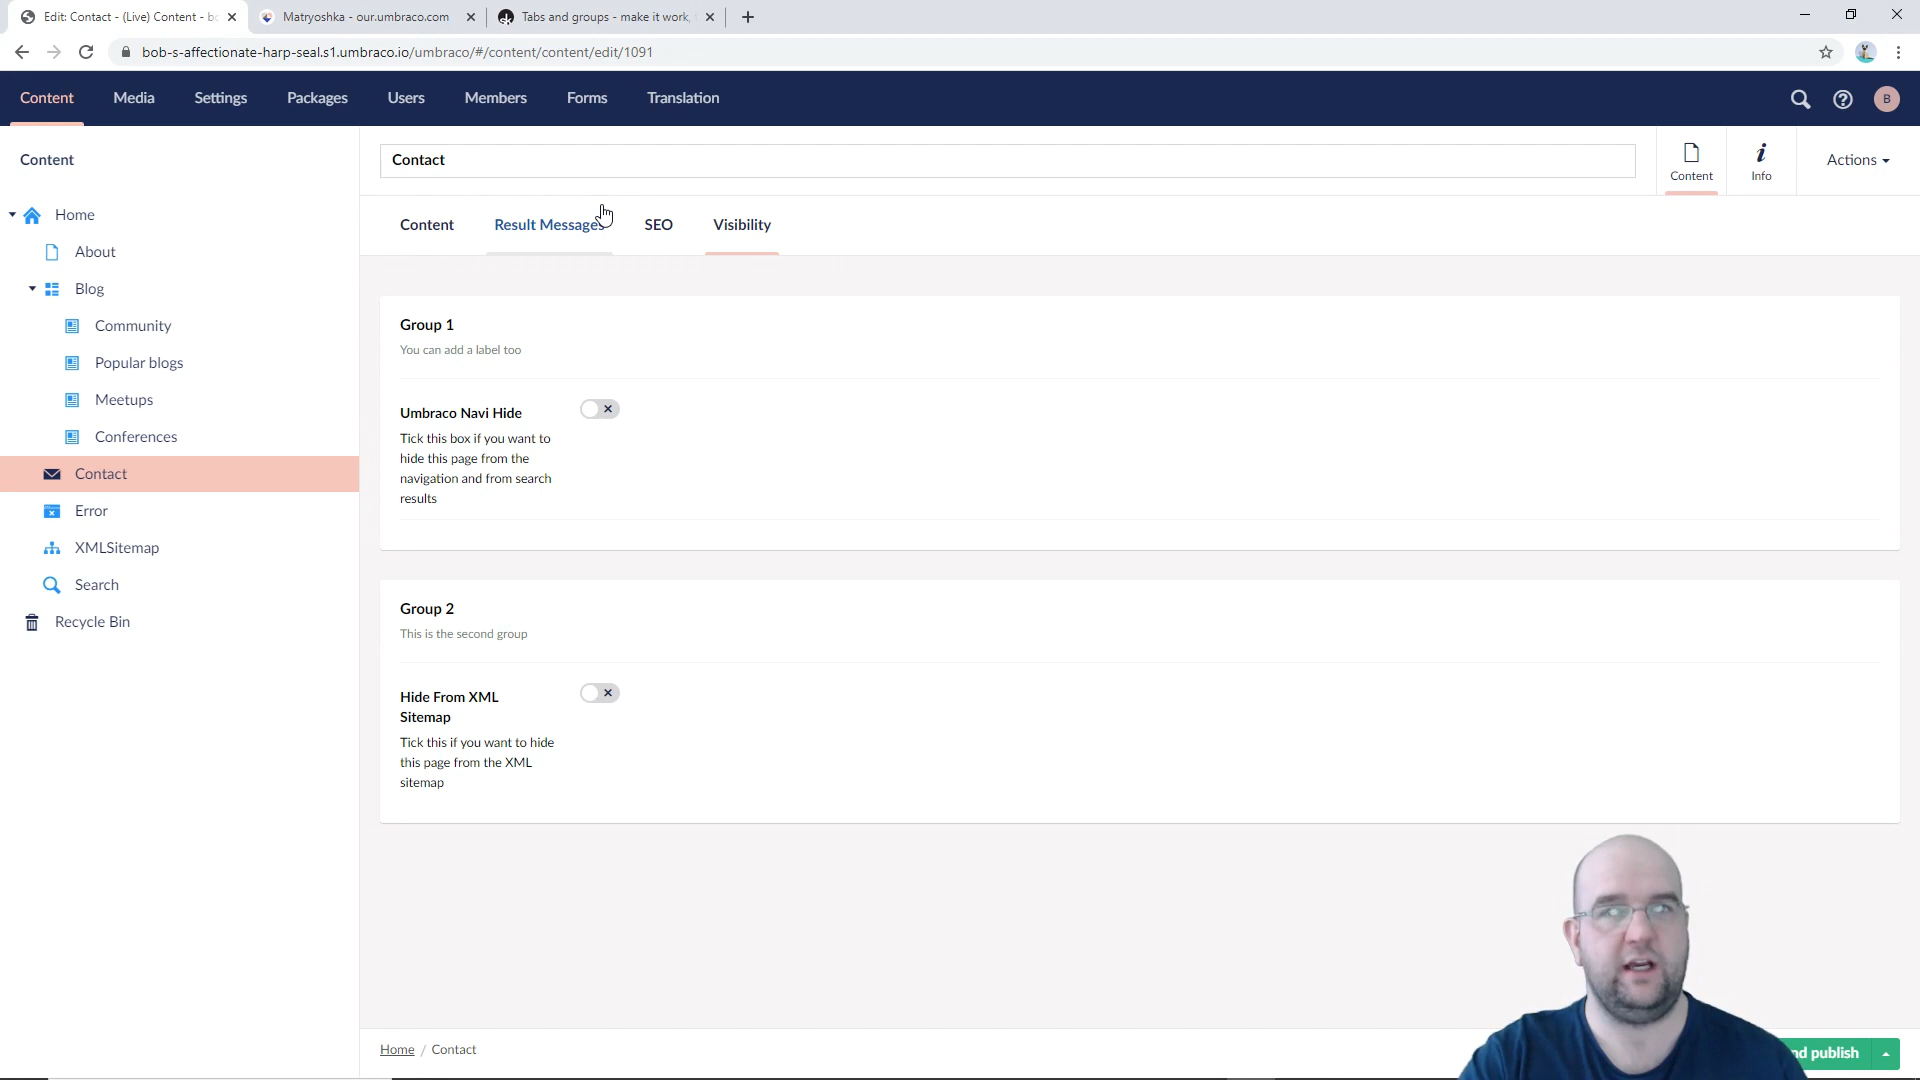 Edit: Contact - (Live) Content - bo
Matryoshka - our.umbraco.com
Tabs and groups - make it work,
bob-s-affectionate-harp-seal.s1.umbraco.io/umbraco/#/content/content/edit/1091
Content
Media
Settings
Packages
Users
Members
Forms
Translation
B
Content
Home
About
Blog
Community
Popular blogs
Meetups
Conferences
Contact
Error
XMLSitemap
Search
Recycle Bin
Contact
Content
Info
Actions
Content
Result Messages
SEO
Visibility
Group 1
You can add a label too
Umbraco Navi Hide
Tick this box if you want to
hide this page from the
navigation and from search
results
Group 2
This is the second group
Hide From XML
Sitemap
Tick this if you want to hide
this page from the XML
sitemap
Home / Contact
nd publish